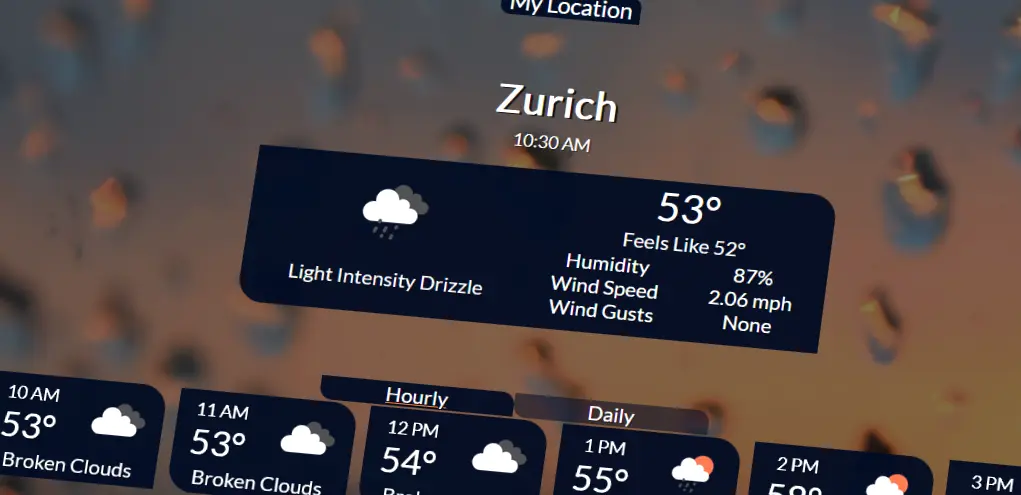 My Location
Zurich
10:30 AM
53°
Feels Like 52°
Light Intensity Drizzle
Humidity 87%
Wind Speed 2.06 mph
Wind Gusts None
Hourly Daily
10 AM
53°
Broken Clouds
11 AM
53°
Broken Clouds
12 PM
54°
1 PM
55°
2 PM
3 PM